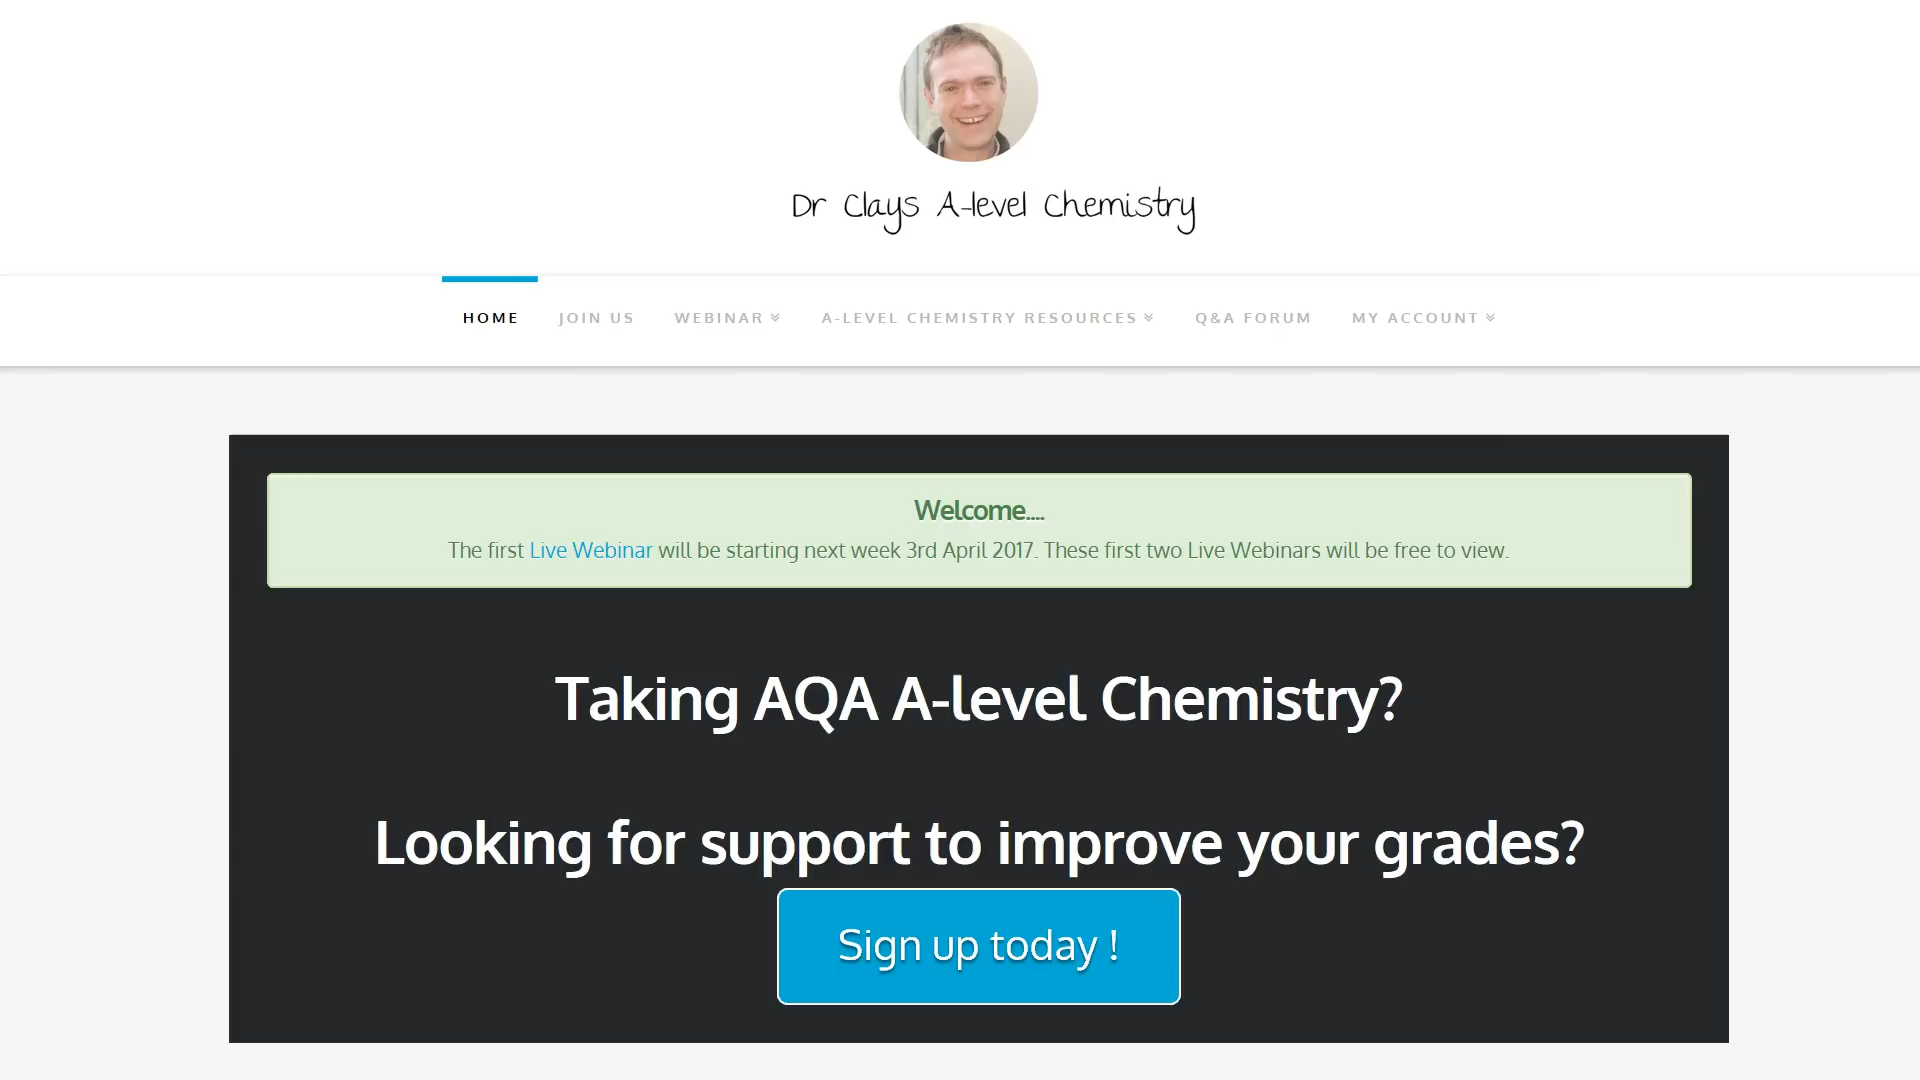 Dr Clays A-level Chemistry
HOME JOIN US WEBINAR A-LEVEL CHEMISTRY RESOURCES Q&A FORUM MY ACCOUNT
Welcome....
The first Live Webinar will be starting next week 3rd April 2017. These first two Live Webinars will be free to view.
Taking AQA A-level Chemistry?
Looking for support to improve your grades?
Sign up today !